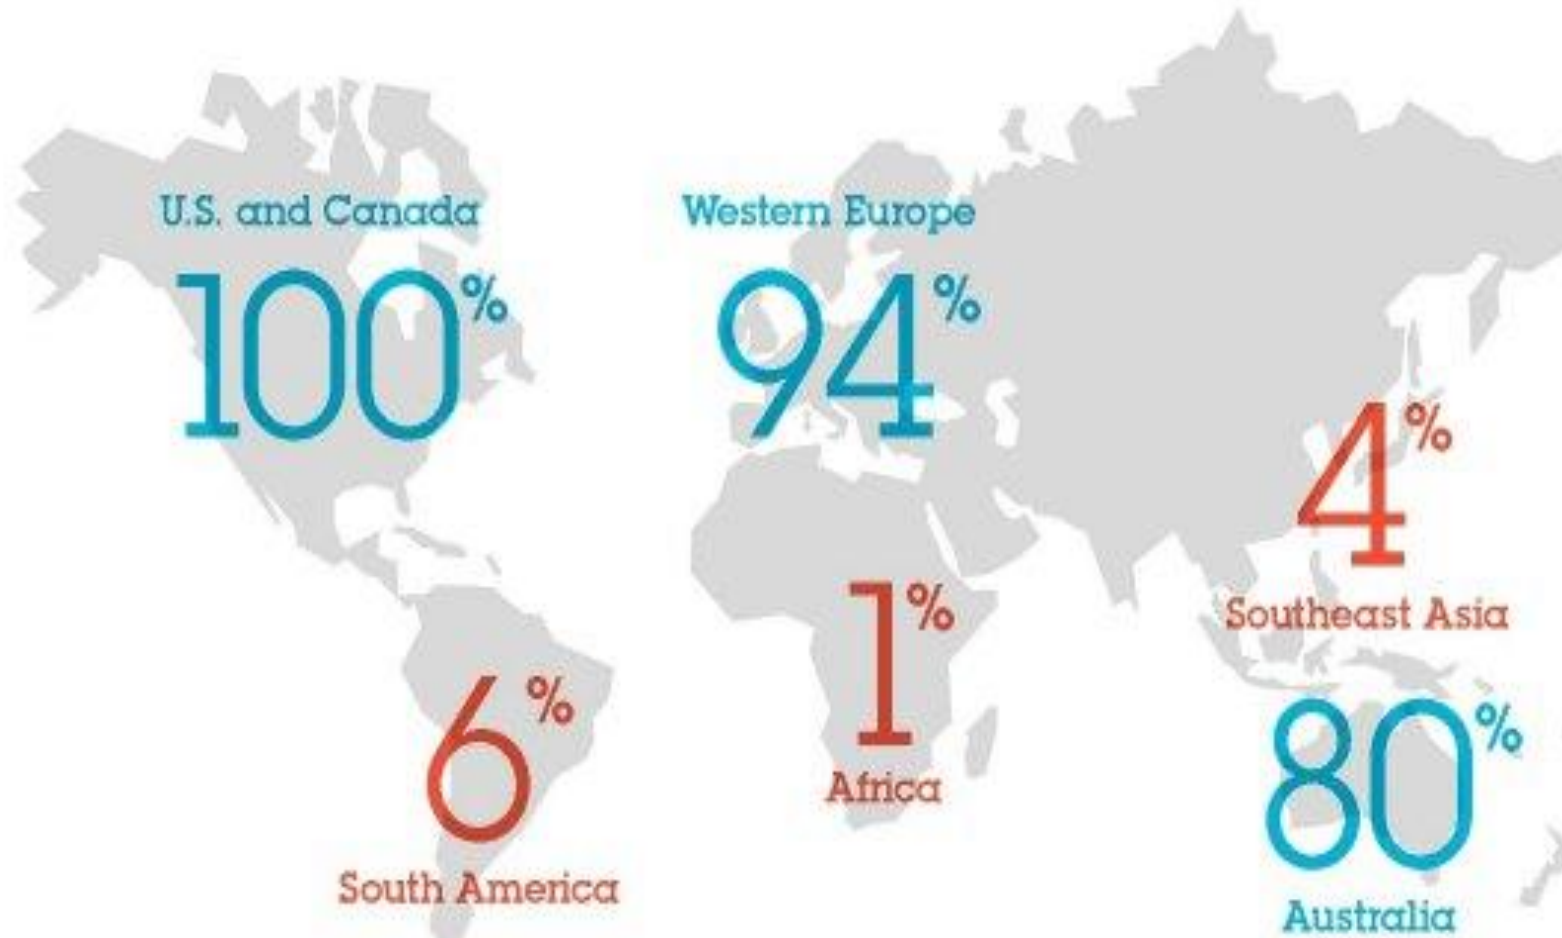 U.S. and Canada
100%
Western Europe
94%
4%
Southeast Asia
1%
Africa
6%
South America
80%
Australia